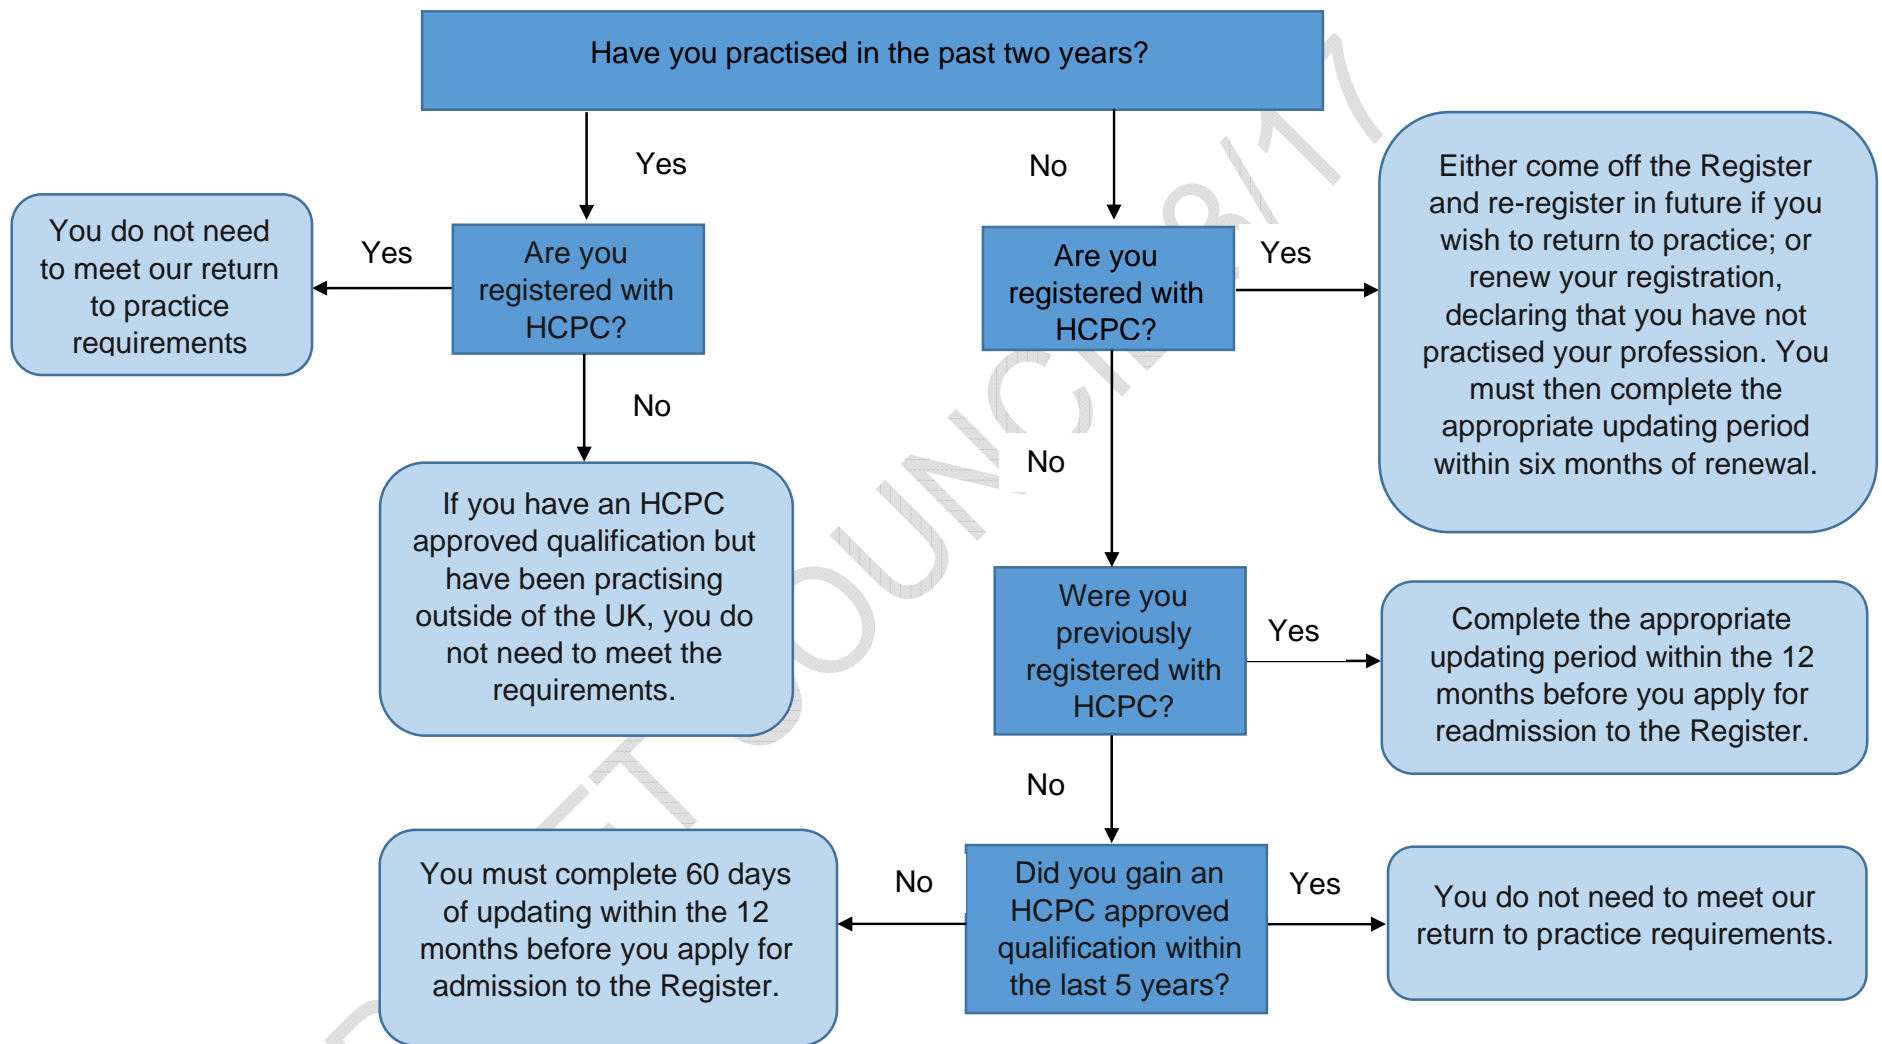 Have you practised in the past two years?
Yes
No
You do not need
to meet our return
to practice
requirements
Yes
Are you
registered with
HCPC?
Are you
registered with
HCPC?
Yes
Either come off the Register
and re-register in future if you
wish to return to practice; or
renew your registration,
declaring that you have not
practised your profession. You
must then complete the
appropriate updating period
within six months of renewal.
No
No
If you have an HCPC
approved qualification but
have been practising
outside of the UK, you do
not need to meet the
requirements.
Were you
previously
registered with
HCPC?
Yes
Complete the appropriate
updating period within the 12
months before you apply for
readmission to the Register.
No
You must complete 60 days
of updating within the 12
months before you apply for
admission to the Register.
No
Did you gain an
HCPC approved
qualification within
the last 5 years?
Yes
You do not need to meet our
return to practice requirements.